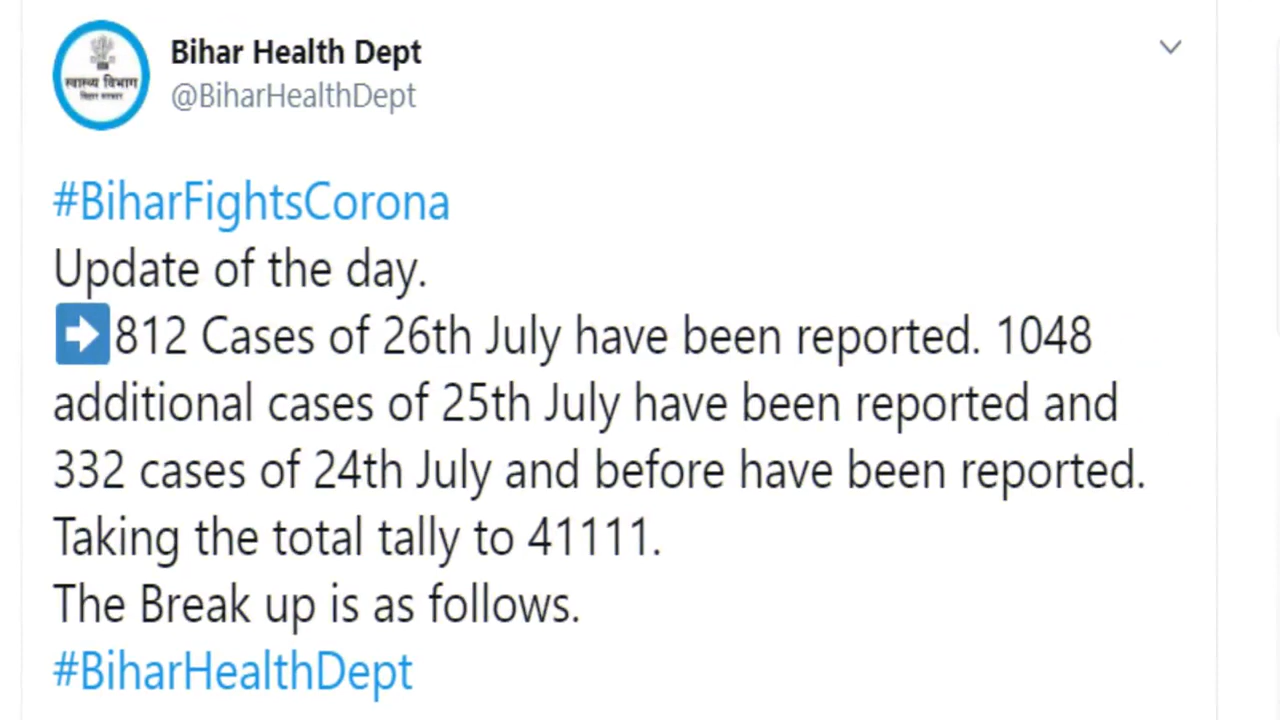 स्वास्थ्य विभाग
बिहार सरकार
Bihar Health Dept
@BiharHealthDept
#BiharFightsCorona
Update of the day.
➡812 Cases of 26th July have been reported. 1048
additional cases of 25th July have been reported and
332 cases of 24th July and before have been reported.
Taking the total tally to 41111.
The Break up is as follows.
#BiharHealthDept